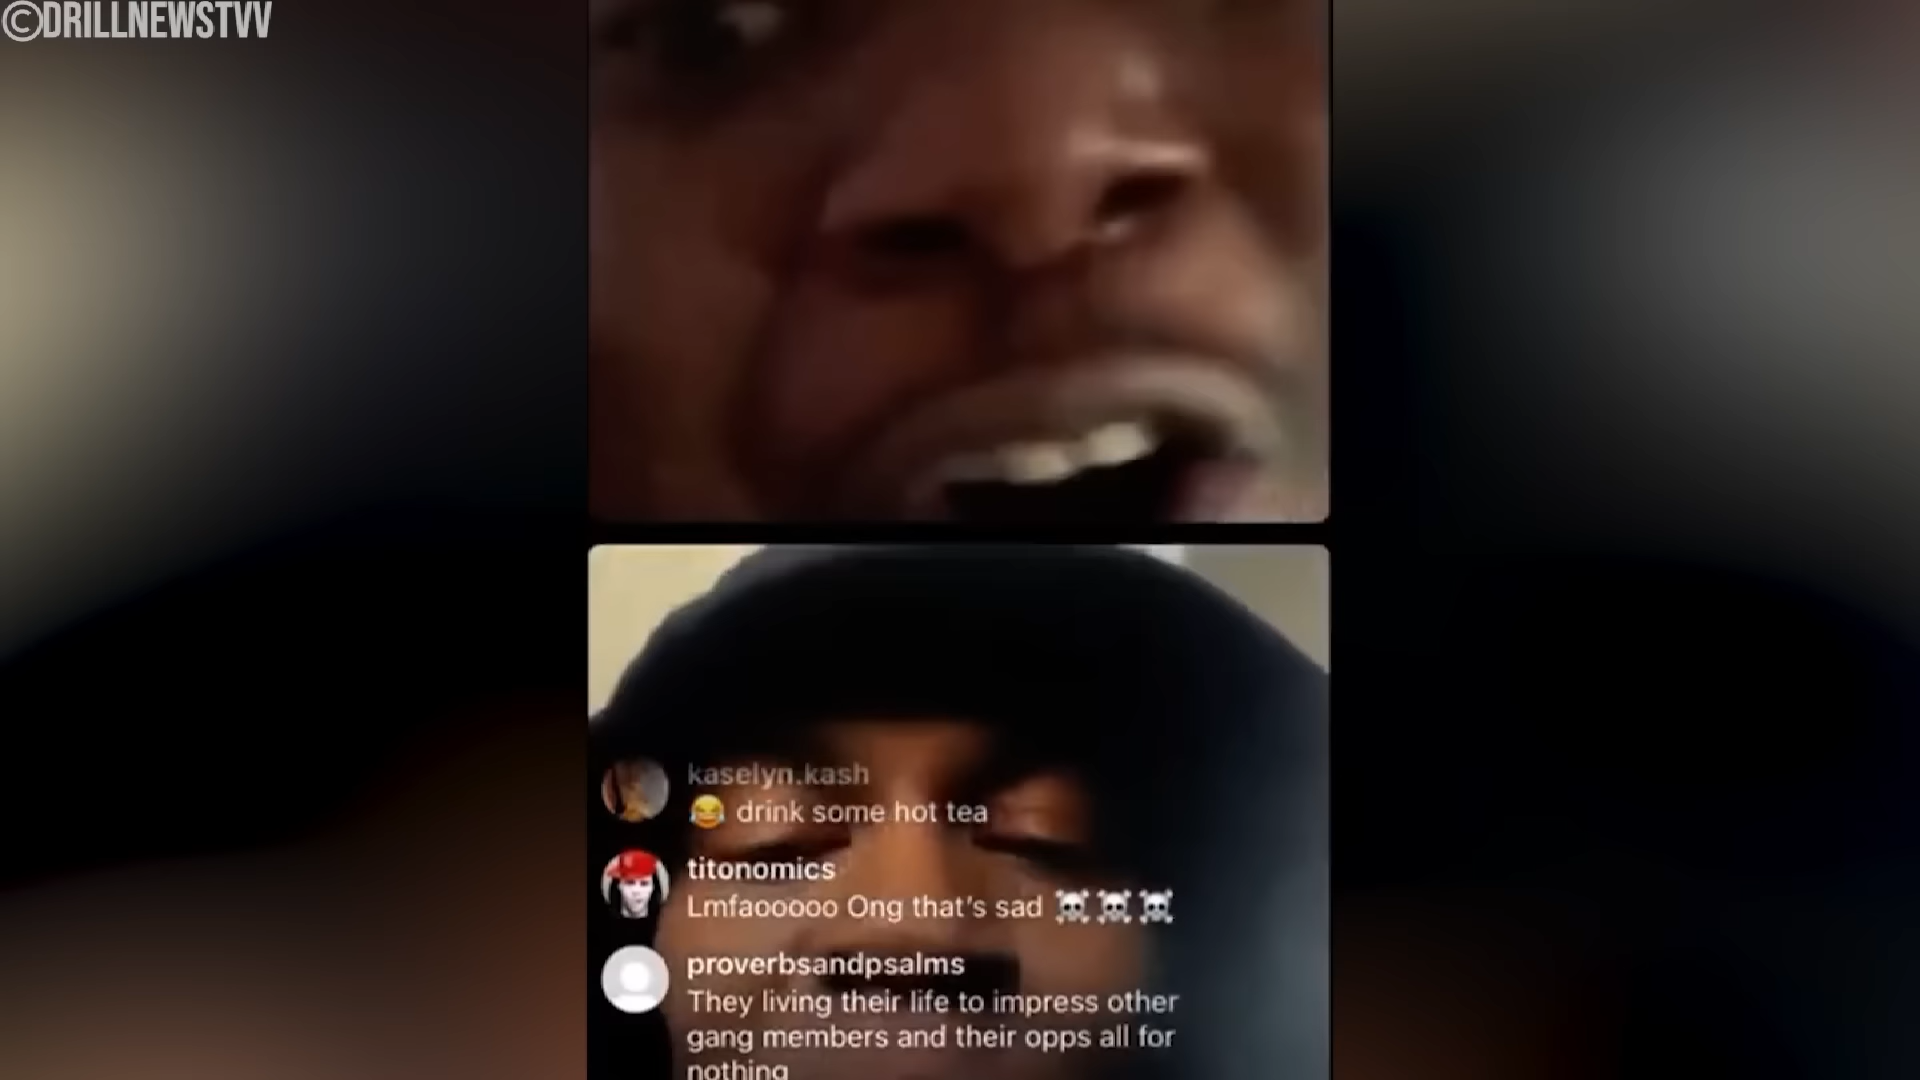 ©DRILLNEWSTVV
kaselyn.kash
😂 drink some hot tea
titonomics
Lmfaooooo Ong that's sad ☠️☠️☠️
proverbsandpsalms
They living their life to impress other
gang members and their opps all for
nothing